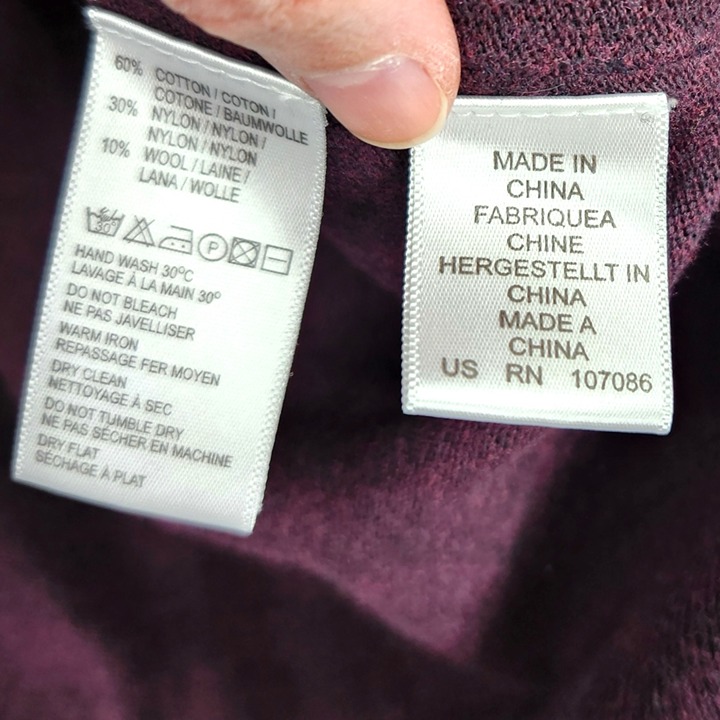 60% COTTON / COTON /
COTONE / BAUMWOLLE
30% NYLON / NYLON /
NYLON / NYLON
10% WOOL / LAINE /
LANA / WOLLE
30°
P
HAND WASH 30°C
LAVAGE À LA MAIN 30°
DO NOT BLEACH
NE PAS JAVELLISER
WARM IRON
REPASSAGE FER MOYEN
DRY CLEAN
NETTOYAGE À SEC
DO NOT TUMBLE DRY
NE PAS SÉCHER EN MACHINE
DRY FLAT
SÉCHAGE À PLAT
MADE IN
CHINA
FABRIQUEA
CHINE
HERGESTELLT IN
CHINA
MADE A
CHINA
US RN 107086